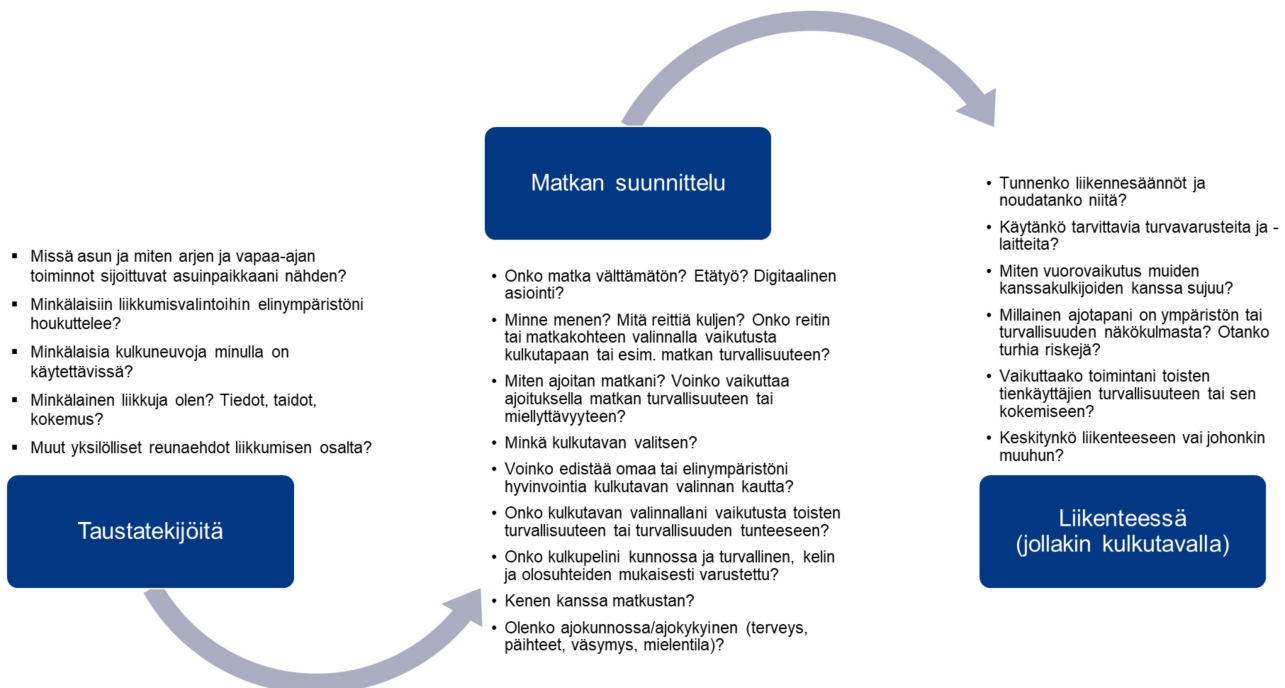 ▪ Missä asun ja miten arjen ja vapaa-ajan
toiminnot sijoittuvat asuinpaikkaani nähden?
▪ Minkälaisiin liikkumisvalintoihin elinympäristöni
houkuttelee?
▪ Minkälaisia kulkuneuvoja minulla on
käytettävissä?
▪ Minkälainen liikkuja olen? Tiedot, taidot,
kokemus?
▪ Muut yksilölliset reunaehdot liikkumisen osalta?
Taustatekijöitä
Matkan suunnittelu
• Onko matka välttämätön? Etätyö? Digitaalinen
asiointi?
• Minne menen? Mitä reittiä kuljen? Onko reitin
tai matkakohteen valinnalla vaikutusta
kulkutapaan tai esim. matkan turvallisuuteen?
• Miten ajoitan matkani? Voinko vaikuttaa
ajoituksella matkan turvallisuuteen tai
miellyttävyyteen?
• Minkä kulkutavan valitsen?
• Voinko edistää omaa tai elinympäristöni
hyvinvointia kulkutavan valinnan kautta?
• Onko kulkutavan valinnallani vaikutusta toisten
turvallisuuteen tai turvallisuuden tunteeseen?
• Onko kulkupelini kunnossa ja turvallinen, kelin
ja olosuhteiden mukaisesti varustettu?
• Kenen kanssa matkustan?
• Olenko ajokunnossa/ajokykyinen (terveys,
päihteet, väsymys, mielentila)?
• Tunnenko liikennesäännöt ja
noudatanko niitä?
• Käytänkö tarvittavia turvavarusteita ja -
laitteita?
• Miten vuorovaikutus muiden
kanssakulkijoiden kanssa sujuu?
• Millainen ajotapani on ympäristön tai
turvallisuuden näkökulmasta? Otanko
turhia riskejä?
• Vaikuttaako toimintani toisten
tienkäyttäjien turvallisuuteen tai sen
kokemiseen?
• Keskitynkö liikenteeseen vai johonkin
muuhun?
Liikenteessä
(jollakin kulkutavalla)